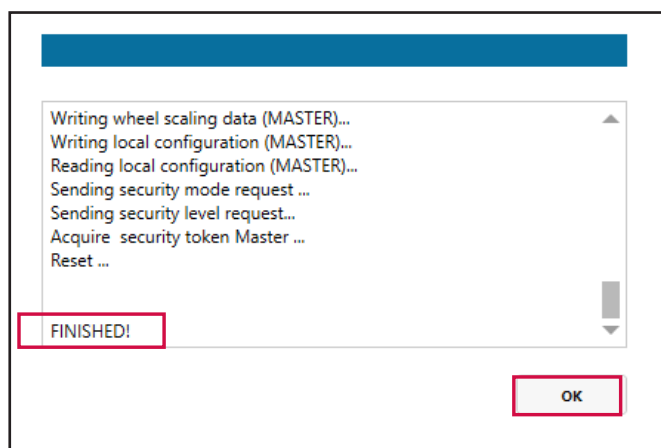 Writing wheel scaling data (MASTER)...
Writing local configuration (MASTER)...
Reading local configuration (MASTER)...
Sending security mode request ...
Sending security level request...
Acquire  security token Master ...
Reset ...
FINISHED!
OK